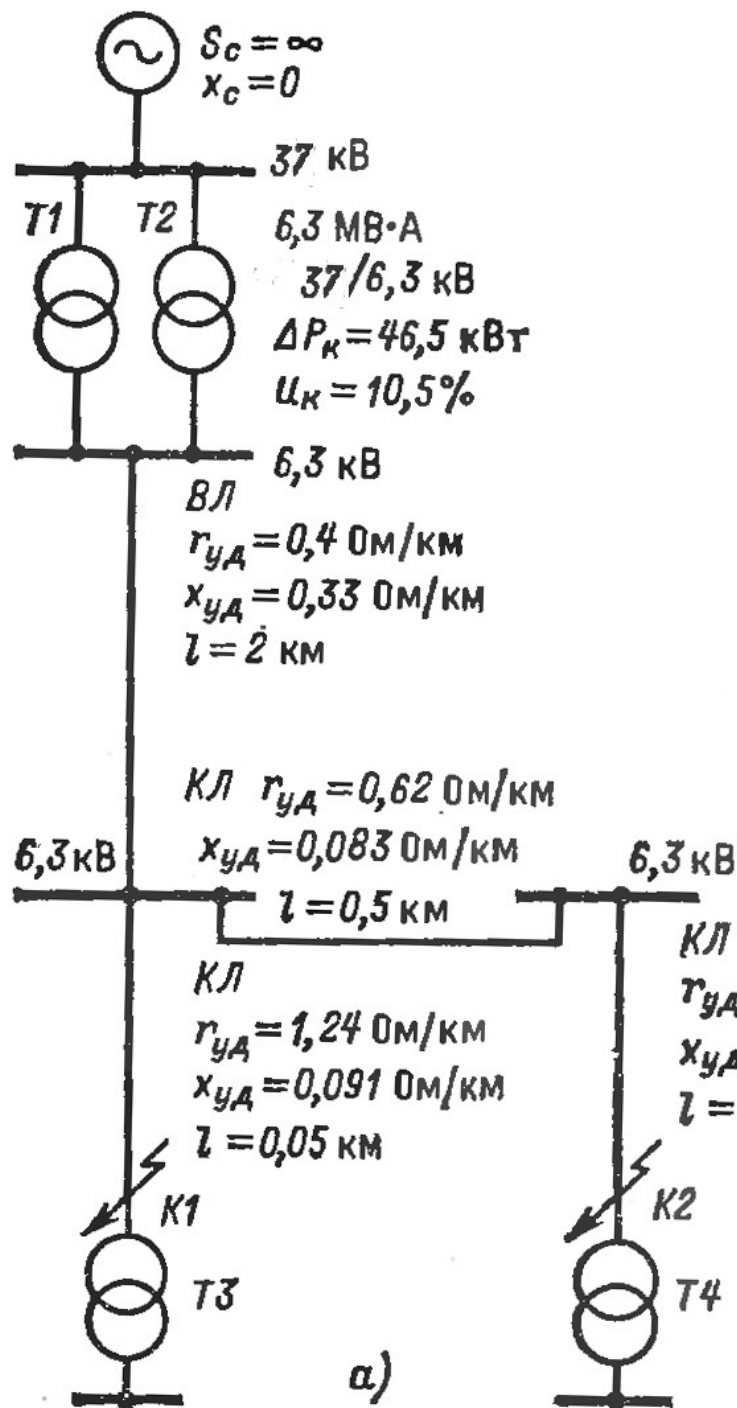 S_c = ∞
x_c = 0
37 кВ
T1 T2
6,3 МВ·А
37/6,3 кВ
ΔP_к = 46,5 кВт
u_к = 10,5%
6,3 кВ
ВЛ
r_уд = 0,4 Ом/км
x_уд = 0,33 Ом/км
l = 2 км
КЛ r_уд = 0,62 Ом/км
x_уд = 0,083 Ом/км
l = 0,5 км
6,3 кВ
6,3 кВ
КЛ
r_уд = 1,24 Ом/км
x_уд = 0,091 Ом/км
l = 0,05 км
КЛ
r_уд
x_уд
l =
К1
К2
T3
T4
а)